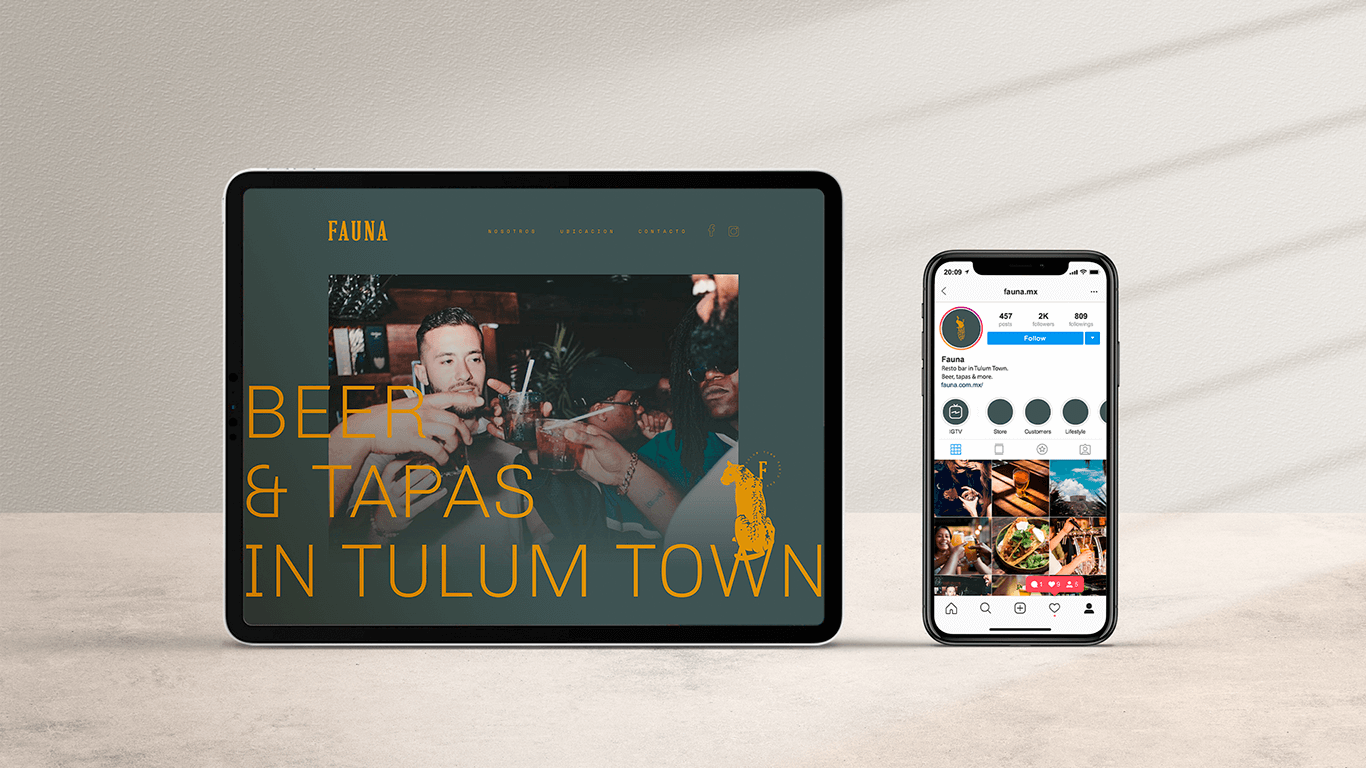 FAUNA
NOSOTROS UBICACION CONTACTO
BEER
& TAPAS
IN TULUM TOWN
F
20:09
fauna.mx
457 2K 809
posts followers followings
Follow
Fauna
Resto bar in Tulum Town.
Beer, tapas & more.
fauna.com.mx/
IGTV Store Customers Lifestyle
1 9 5